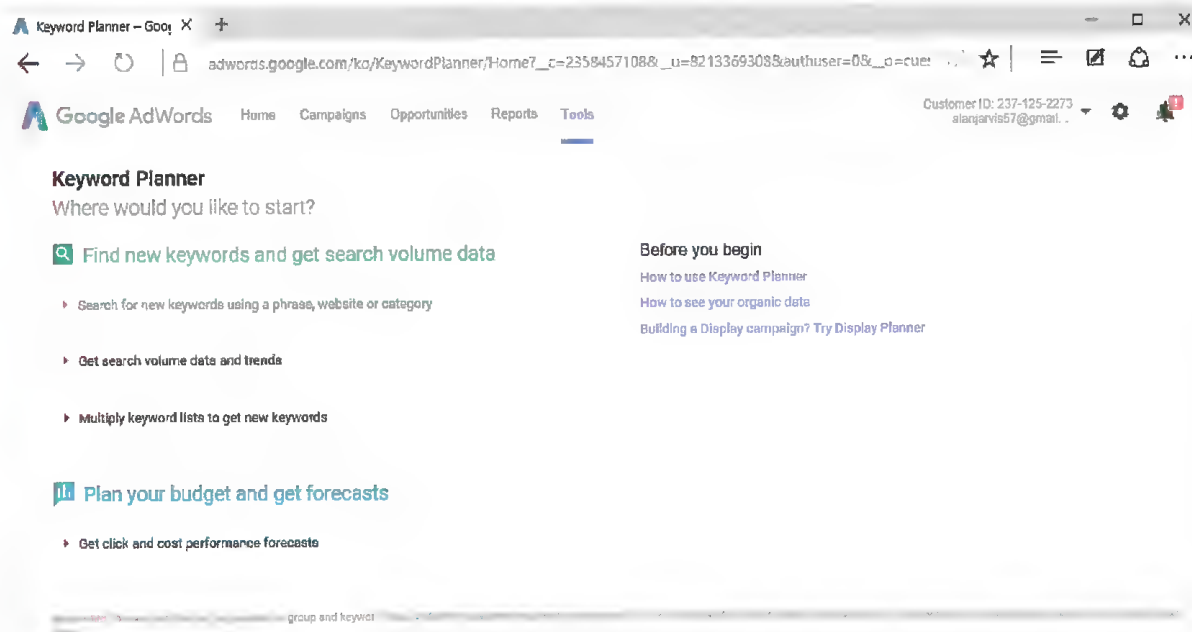 Keyword Planner – Goog
adwords.google.com/ko/KeywordPlanner/Home?__c=2358457108&__u=8213369308&authuser=0&__o=cue
Google AdWords Home Campaigns Opportunities Reports Tools
Customer ID: 237-125-2273
alanjarvis57@gmail. .
Keyword Planner
Where would you like to start?
Find new keywords and get search volume data
Search for new keywords using a phrase, website or category
Get search volume data and trends
Multiply keyword lists to get new keywords
Plan your budget and get forecasts
Get click and cost performance forecasts
Before you begin
How to use Keyword Planner
How to see your organic data
Building a Display campaign? Try Display Planner
group and keywor